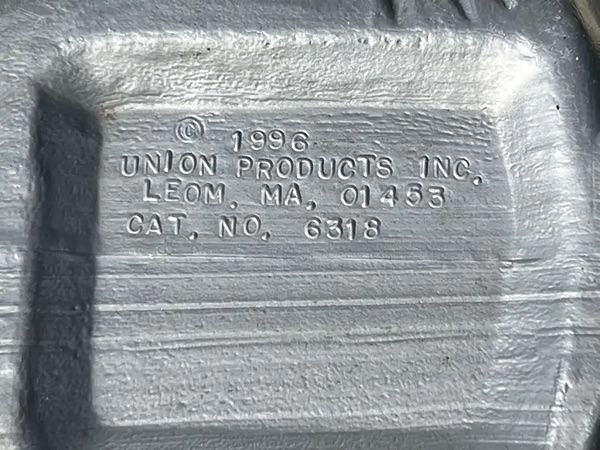 © 1996
UNION PRODUCTS INC.
LEOM. MA. 01453
CAT. NO. 6318